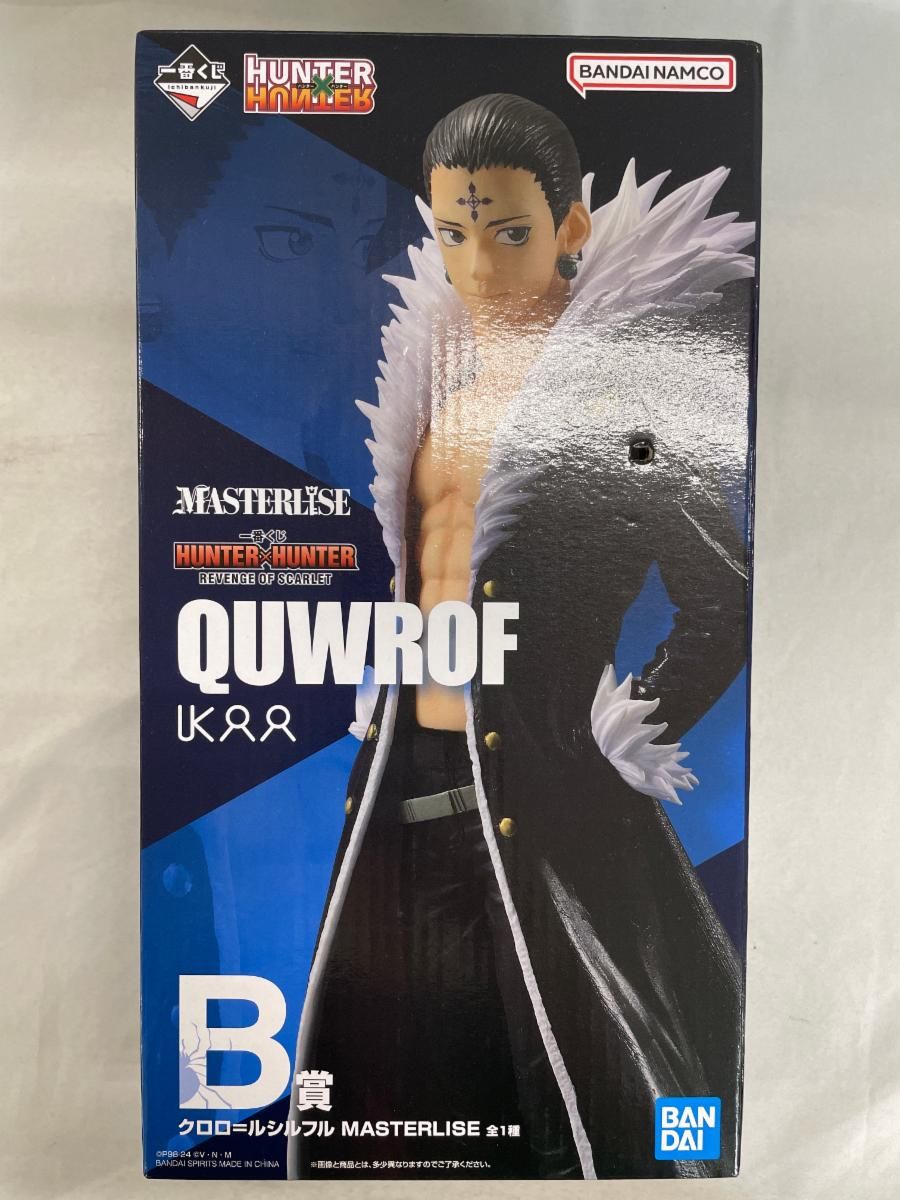 一番くじ
ichibankuji
HUNTER×HUNTER
ハンター ハンター
BANDAI NAMCO
MASTERLISE
一番くじ
HUNTER×HUNTER
REVENGE OF SCARLET
QUWROF
B賞
クロロ=ルシルフル MASTERLISE 全1種
©P98-24 ©V・N・M
BANDAI SPIRITS MADE IN CHINA
※画像と商品とは、多少異なりますのでご了承ください。
BAN
DAI